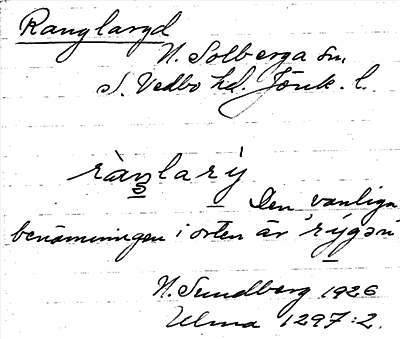 Ranglaryd
N. Solberga sn.
S. Vedbo hd. Jönk. l.
ràŋlarý
Den vanliga
benämningen i orten är 'rýgən'
N. Sundberg 1926
Ulma 1297:2.